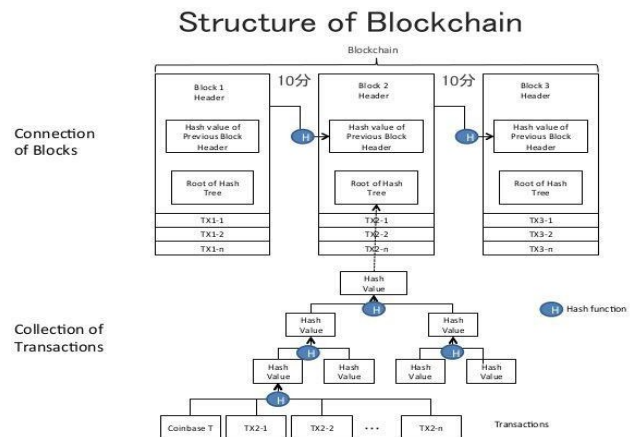 Structure of Blockchain
Blockchain
10分
10分
Block 1
Header
Block 2
Header
Block 3
Header
Connection
of Blocks
Hash value of
Previous Block
Header
H
Hash value of
Previous Block
Header
H
Hash value of
Previous Block
Header
Root of Hash
Tree
Root of Hash
Tree
Root of Hash
Tree
TX1-1
TX2-1
TX3-1
TX1-2
TX2-2
TX3-2
TX1-n
TX2-n
TX3-n
Hash
Value
H
H Hash function
Collection of
Transactions
Hash
Value
Hash
Value
H
H
Hash
Value
Hash
Value
Hash
Value
Hash
Value
H
Coinbase T
TX2-1
TX2-2
...
TX2-n
Transactions